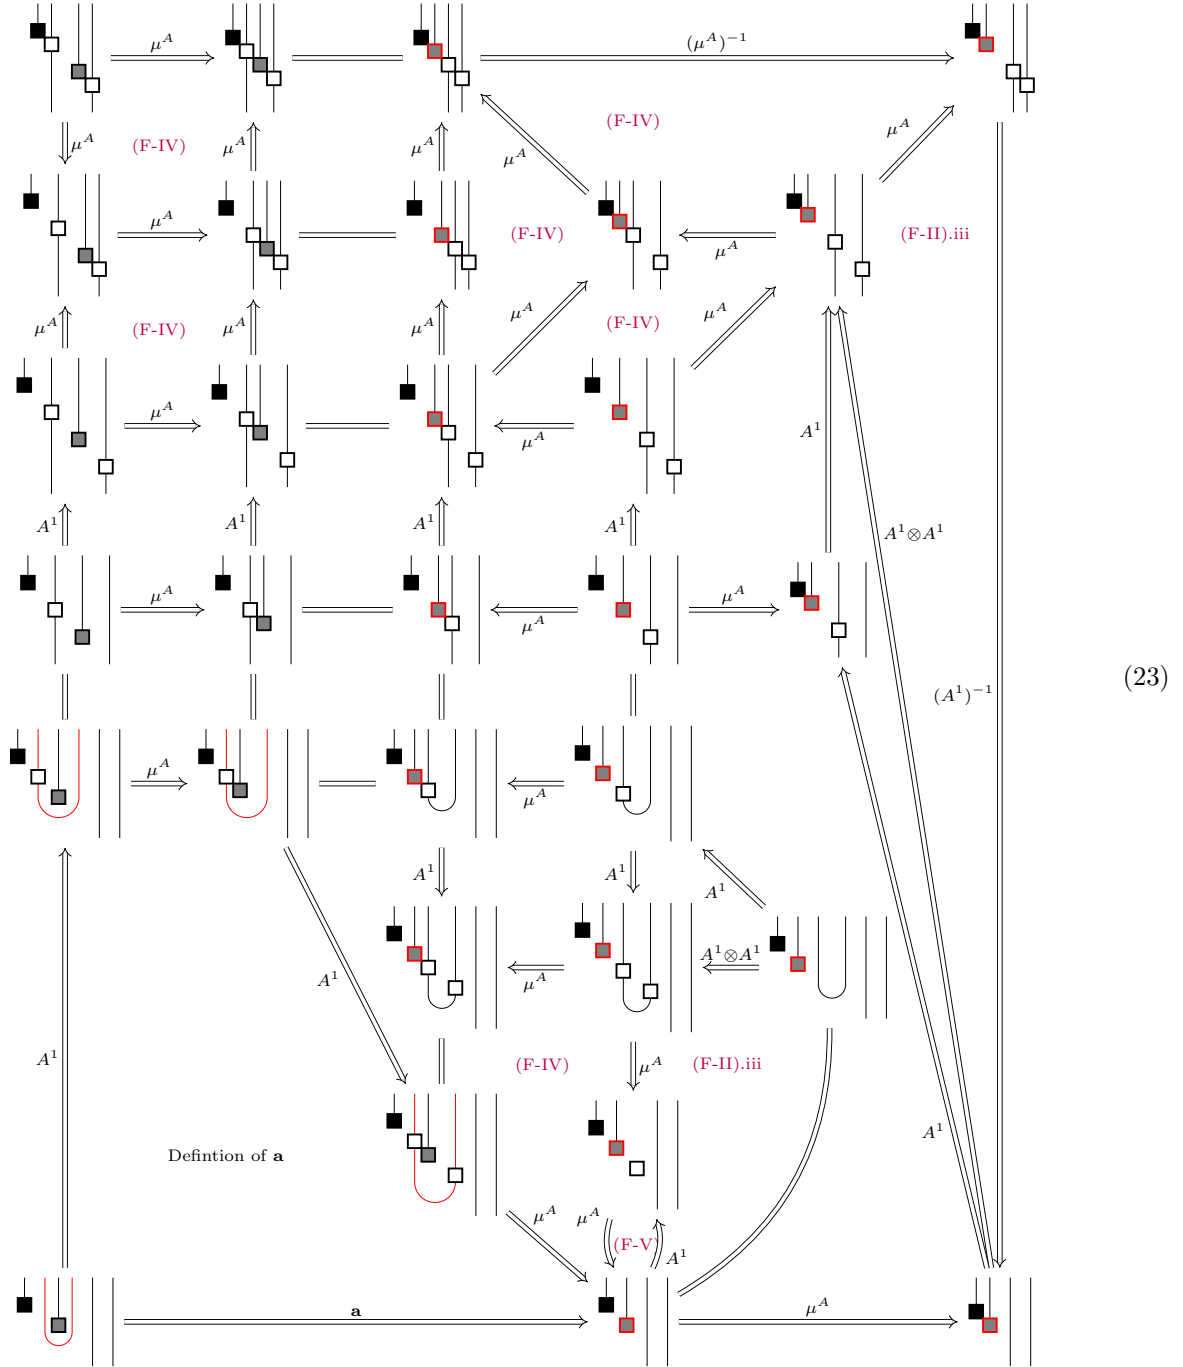 μ^A (μ^A)^{-1}
(F-IV)
μ^A (F-IV) μ^A μ^A μ^A μ^A
μ^A (F-IV) μ^A (F-II).iii
μ^A (F-IV) μ^A μ^A μ^A (F-IV) μ^A
μ^A μ^A A^1
A^1 A^1 A^1 A^1 A^1⊗A^1
μ^A μ^A μ^A
(A^1)^{-1} (23)
μ^A μ^A
A^1 A^1 A^1
A^1 μ^A A^1⊗A^1
A^1 (F-IV) μ^A (F-II).iii
A^1
Defintion of a
μ^A μ^A (F-V) A^1
a μ^A